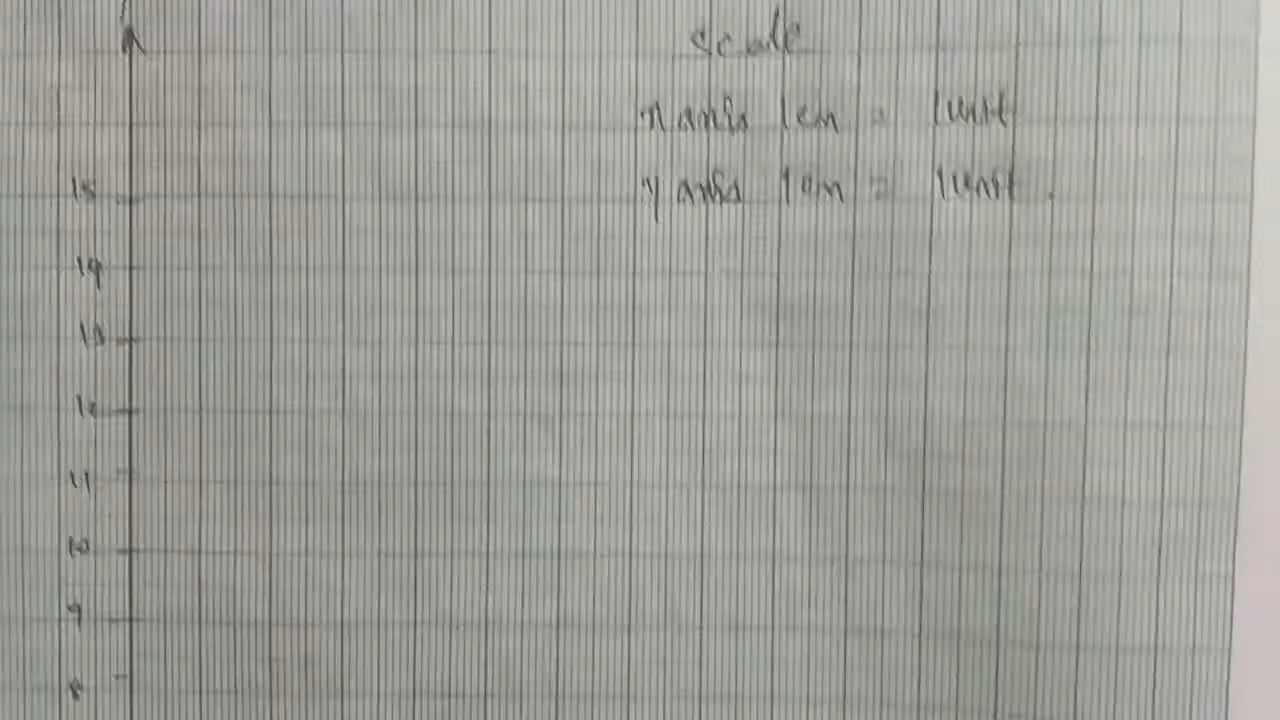 Scale
x axis 1cm = 1unit
y axis 1cm = 1unit.
15
14
13
12
11
10
9
8